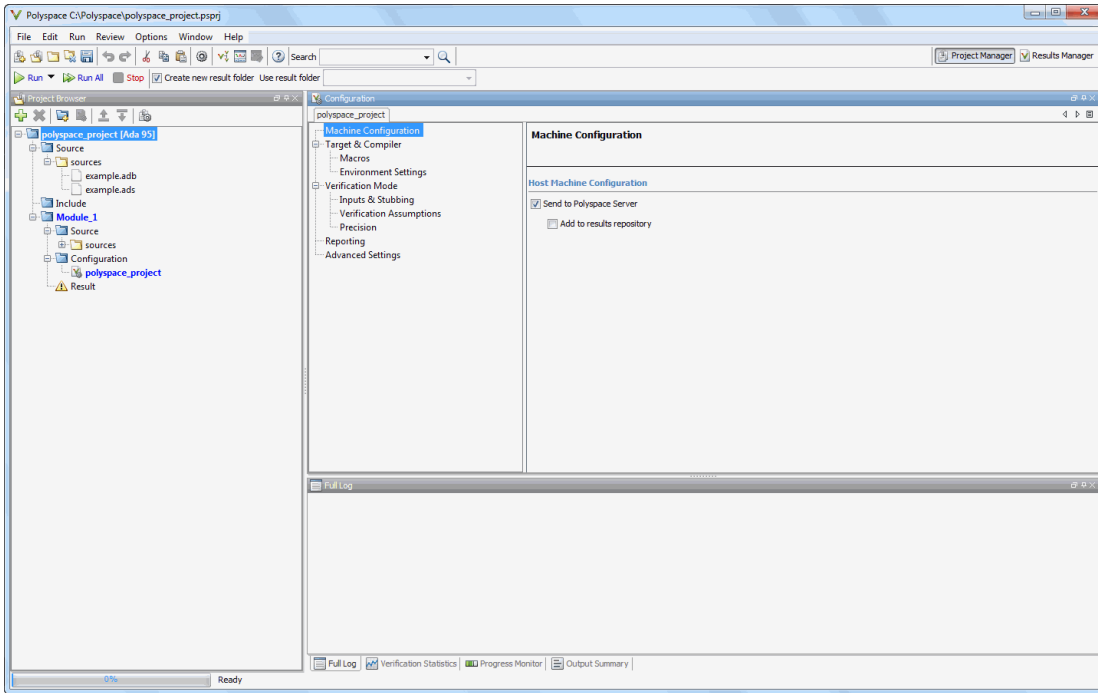 Polyspace C:\Polyspace\polyspace_project.psprj
File Edit Run Review Options Window Help
Search
Project Manager Results Manager
Run Run All Stop Create new result folder Use result folder
Project Browser
polyspace_project [Ada 95]
Source
sources
example.adb
example.ads
Include
Module_1
Source
sources
Configuration
polyspace_project
Result
Configuration
polyspace_project
Machine Configuration
Target & Compiler
Macros
Environment Settings
Verification Mode
Inputs & Stubbing
Verification Assumptions
Precision
Reporting
Advanced Settings
Machine Configuration
Host Machine Configuration
Send to Polyspace Server
Add to results repository
Full Log
Full Log Verification Statistics Progress Monitor Output Summary
0% Ready